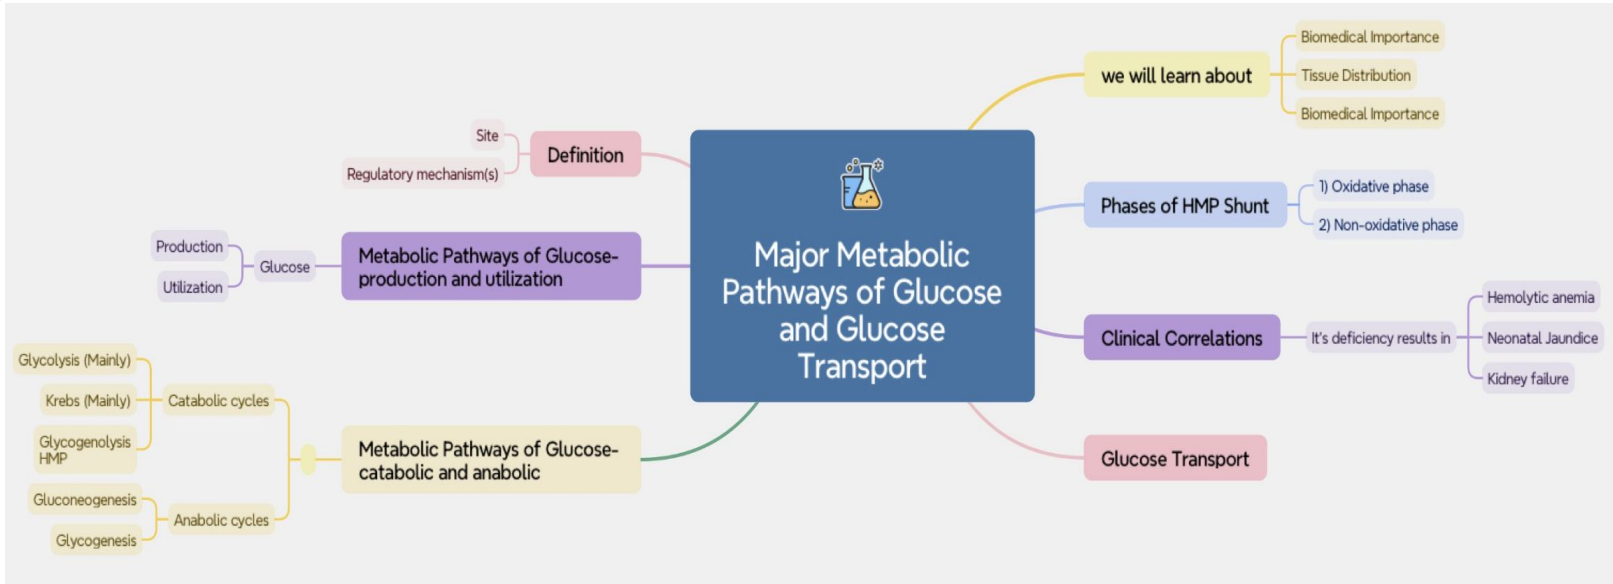 Major Metabolic
Pathways of Glucose
and Glucose
Transport
we will learn about
Biomedical Importance
Tissue Distribution
Biomedical Importance
Phases of HMP Shunt
1) Oxidative phase
2) Non-oxidative phase
Clinical Correlations
It's deficiency results in
Hemolytic anemia
Neonatal Jaundice
Kidney failure
Glucose Transport
Definition
Site
Regulatory mechanism(s)
Metabolic Pathways of Glucose-
production and utilization
Glucose
Production
Utilization
Metabolic Pathways of Glucose-
catabolic and anabolic
Catabolic cycles
Glycolysis (Mainly)
Krebs (Mainly)
Glycogenolysis
HMP
Anabolic cycles
Gluconeogenesis
Glycogenesis